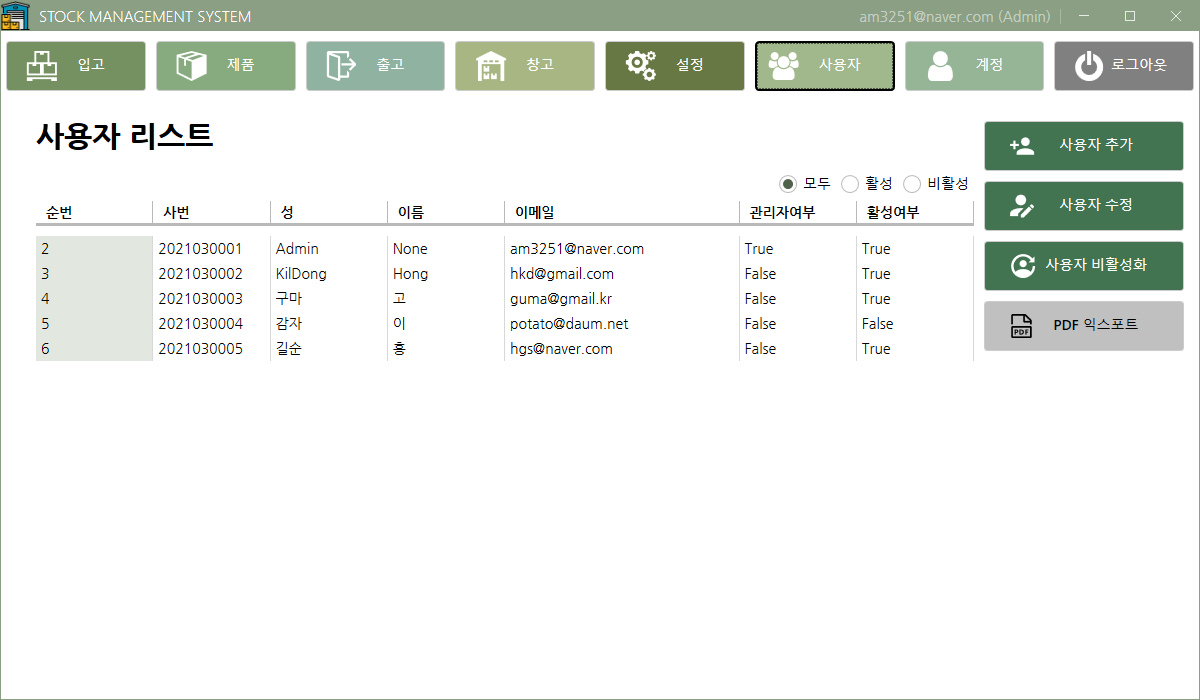 STOCK MANAGEMENT SYSTEM am3251@naver.com (Admin)
입고 제품 출고 창고 설정 사용자 계정 로그아웃
사용자 리스트
사용자 추가
모두 활성 비활성
사용자 수정
순번 사번 성 이름 이메일 관리자여부 활성여부
2 2021030001 Admin None am3251@naver.com True True
3 2021030002 KilDong Hong hkd@gmail.com False True
4 2021030003 구마 고 guma@gmail.kr False True
5 2021030004 감자 이 potato@daum.net False False
6 2021030005 길순 홍 hgs@naver.com False True
사용자 비활성화
PDF PDF 익스포트